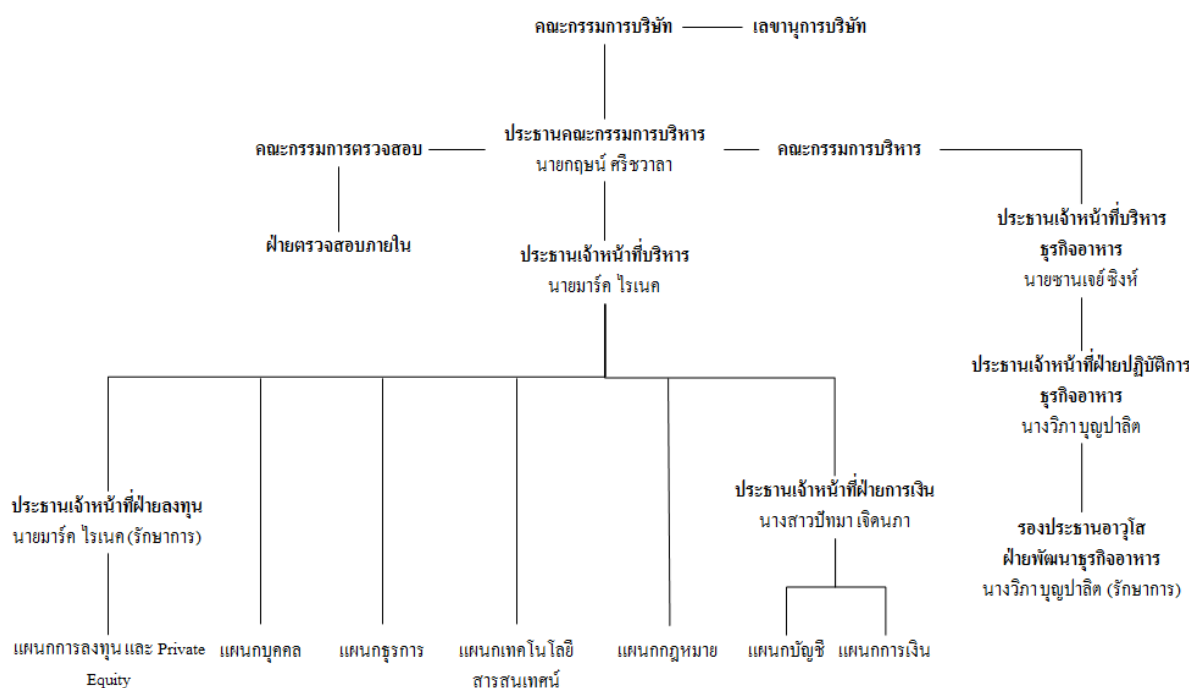 คณะกรรมการบริษัท
เลขานุการบริษัท
ประธานคณะกรรมการบริหาร
นายกฤษน์ ศรีชวาลา
คณะกรรมการตรวจสอบ
คณะกรรมการบริหาร
ฝ่ายตรวจสอบภายใน
ประธานเจ้าหน้าที่บริหาร
นายมาร์ค ไรเนค
ประธานเจ้าหน้าที่บริหาร
ธุรกิจอาหาร
นายซานเจย์ ซิงห์
ประธานเจ้าหน้าที่ฝ่ายปฏิบัติการ
ธุรกิจอาหาร
นางวิภา บุญปาลิต
รองประธานอาวุโส
ฝ่ายพัฒนาธุรกิจอาหาร
นางวิภา บุญปาลิต (รักษาการ)
ประธานเจ้าหน้าที่ฝ่ายลงทุน
นายมาร์ค ไรเนค (รักษาการ)
ประธานเจ้าหน้าที่ฝ่ายการเงิน
นางสาวปัทมา เจิดนภา
แผนกการลงทุน และ Private
Equity
แผนกบุคคล
แผนกธุรการ
แผนกเทคโนโลยี
สารสนเทศน์
แผนกกฎหมาย
แผนกบัญชี
แผนกการเงิน